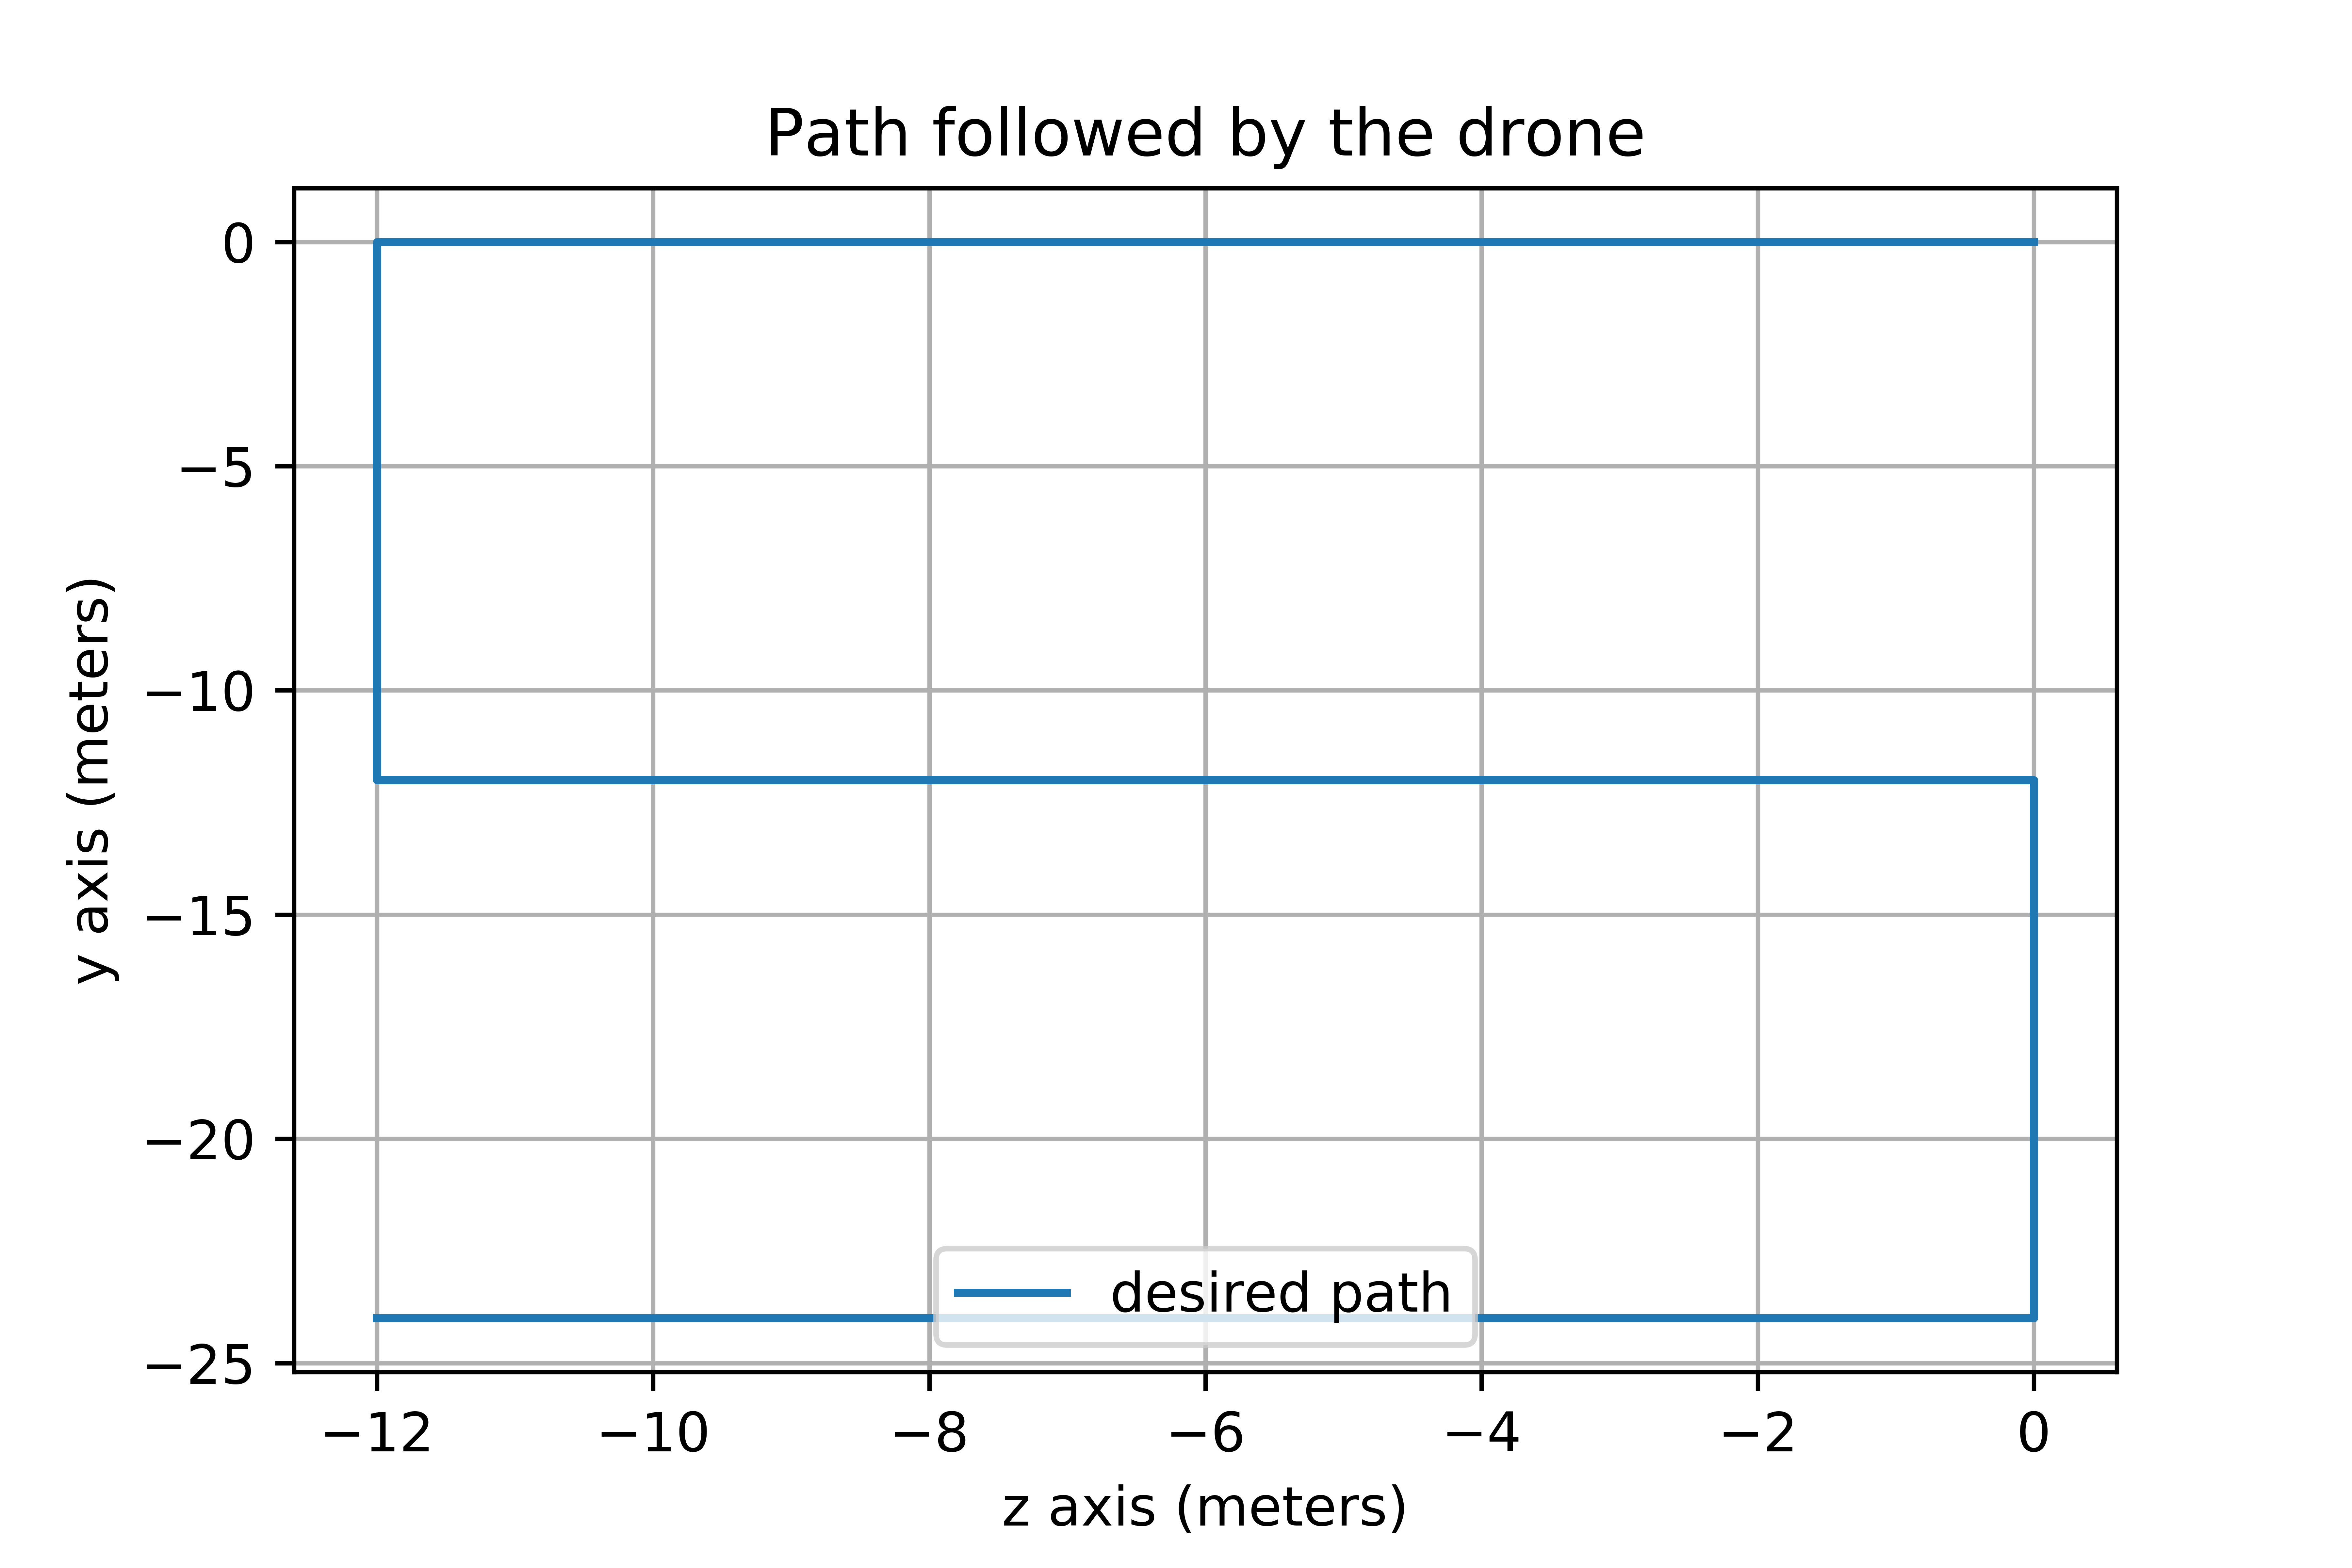 Path followed by the drone
0
−5
−10
−15
−20
−25
y axis (meters)
desired path
−12 −10 −8 −6 −4 −2 0
z axis (meters)